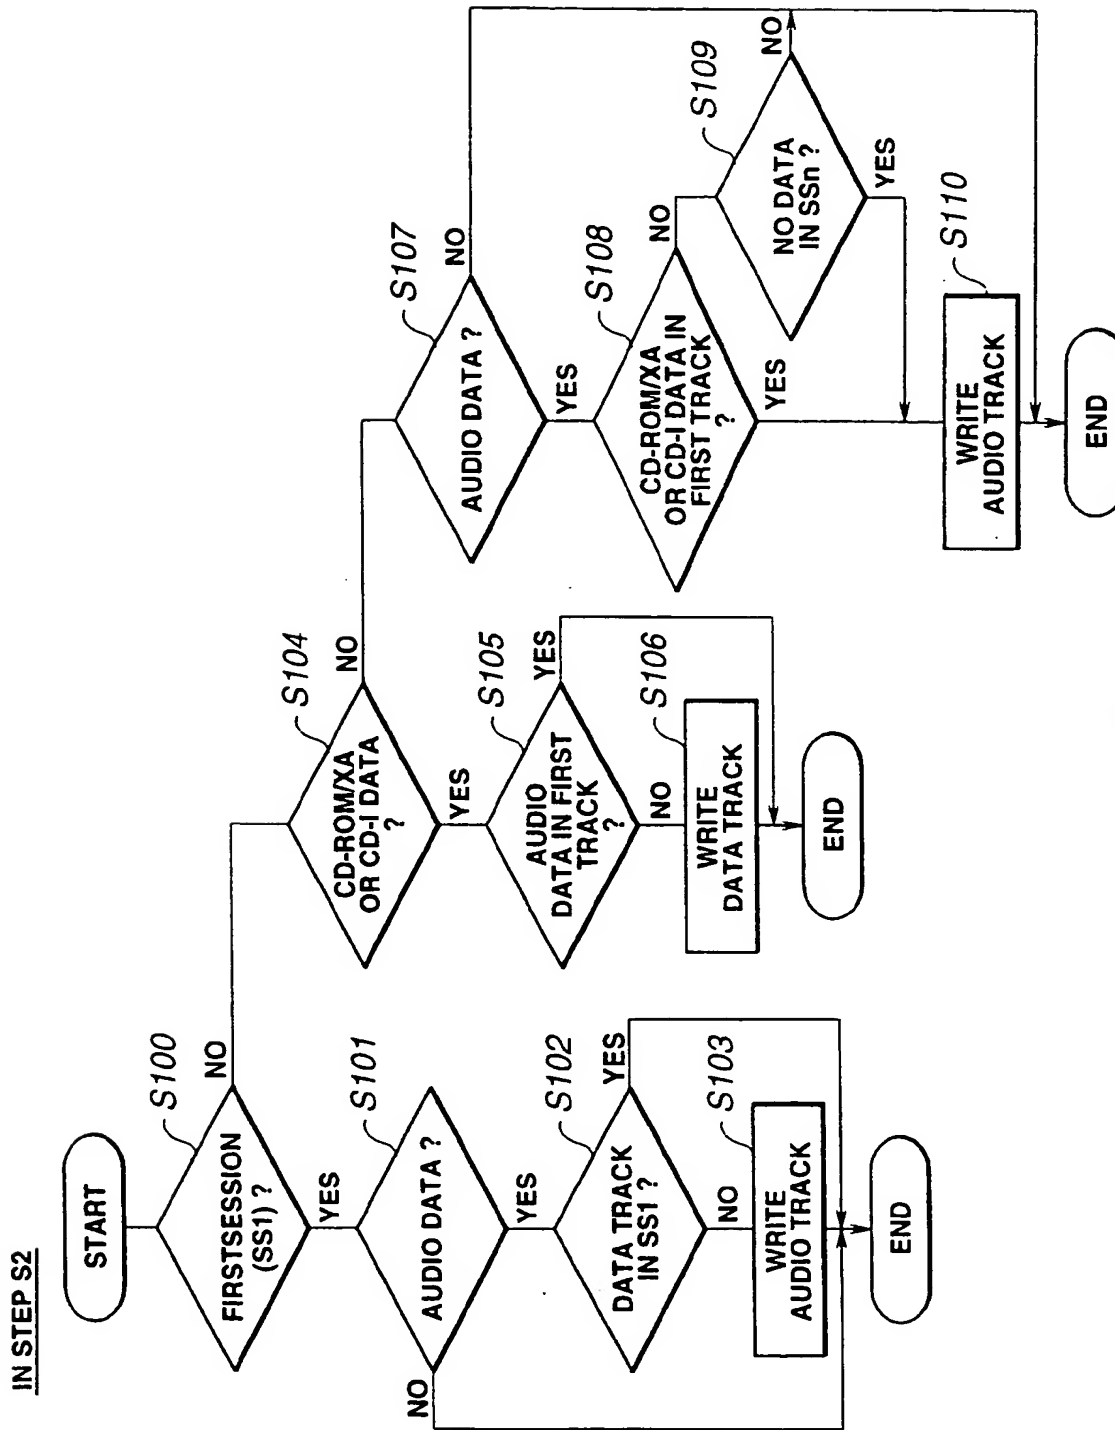 IN STEP S2
START
S100
FIRSTSESSION
(SS1) ?
NO
YES
S101
AUDIO DATA ?
NO
YES
S102
DATA TRACK
IN SS1 ?
YES
NO
S103
WRITE
AUDIO TRACK
END
S104
CD-ROM/XA
OR CD-I DATA
?
NO
YES
S105
AUDIO
DATA IN FIRST
TRACK
?
YES
NO
S106
WRITE
DATA TRACK
END
S107
AUDIO DATA ?
NO
YES
S108
CD-ROM/XA
OR CD-I DATA IN
FIRST TRACK
?
NO
YES
S109
NO DATA
IN SSn ?
NO
YES
S110
WRITE
AUDIO TRACK
END